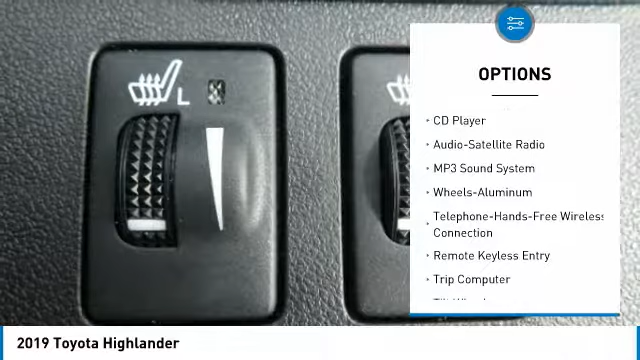 L
OPTIONS
CD Player
Audio-Satellite Radio
MP3 Sound System
Wheels-Aluminum
Telephone-Hands-Free Wireless
Connection
Remote Keyless Entry
Trip Computer
2019 Toyota Highlander